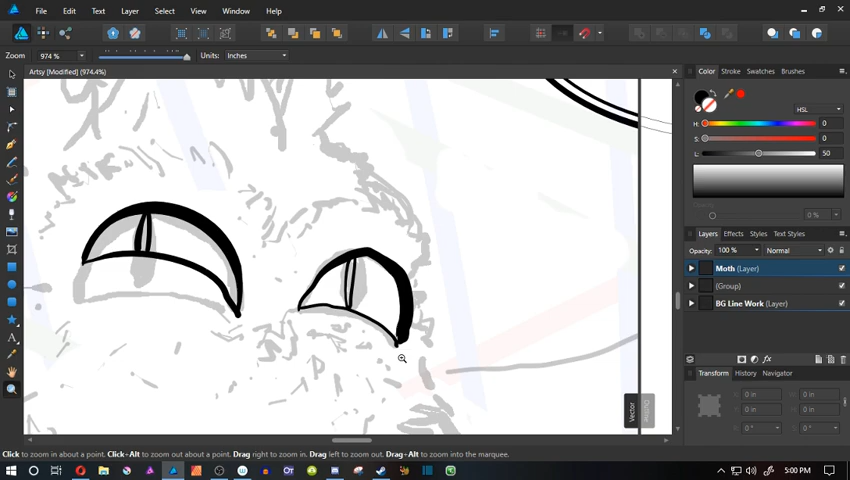 File Edit Text Layer Select View Window Help
Zoom 974 % Units: Inches
Artsy [Modified] (974.4%)
Color Stroke Swatches Brushes
HSL
H: 0
S: 0
L: 50
0 %
Layers Effects Styles Text Styles
Opacity: 100 % Normal
Moth (Layer)
(Group)
BG Line Work (Layer)
Vector Outline
Transform History Navigator
X: 0 in W: 0 in
Y: 0 in H: 0 in
R: 0 ° S: 0 °
Click to zoom in about a point. Click+Alt to zoom out about a point. Drag right to zoom in. Drag left to zoom out. Drag+Alt to zoom into the marquee.
5:00 PM